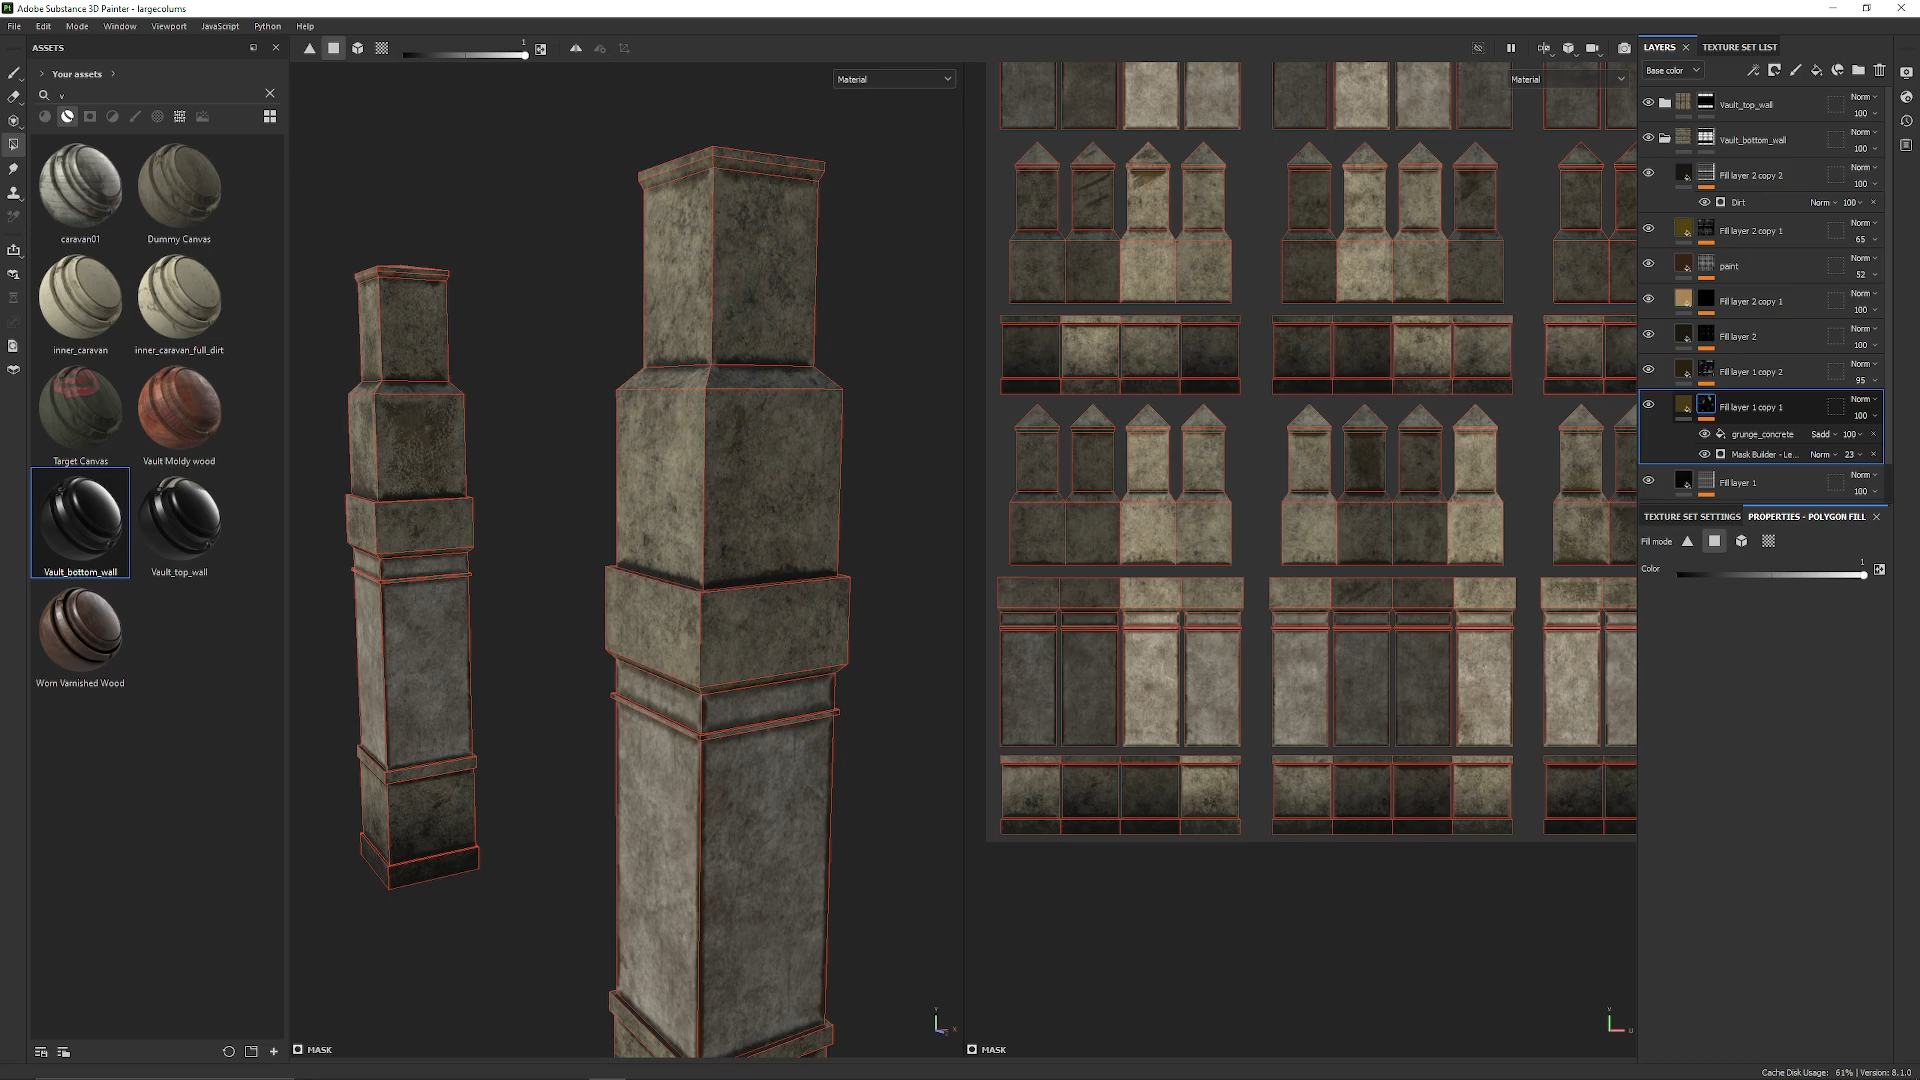 Adobe Substance 3D Painter - largecolums
File Edit Mode Window Viewport JavaScript Python Help
ASSETS
Your assets
v
caravan01
Dummy Canvas
inner_caravan
inner_caravan_full_dirt
Target Canvas
Vault Moldy wood
Vault_bottom_wall
Vault_top_wall
Worn Varnished Wood
1
Material
Material
MASK
MASK
LAYERS
TEXTURE SET LIST
Base color
Vault_top_wall Norm 100
Vault_bottom_wall Norm 100
Fill layer 2 copy 2 Norm 100
Dirt Norm 100
Fill layer 2 copy 1 Norm 65
paint Norm 52
Fill layer 2 copy 1 Norm 100
Fill layer 2 Norm 100
Fill layer 1 copy 2 Norm 95
Fill layer 1 copy 1 Norm 100
grunge_concrete Sadd 100
Mask Builder - Le... Norm 23
Fill layer 1 Norm 100
TEXTURE SET SETTINGS
PROPERTIES - POLYGON FILL
Fill mode
Color
1
Cache Disk Usage: 61% | Version: 8.1.0